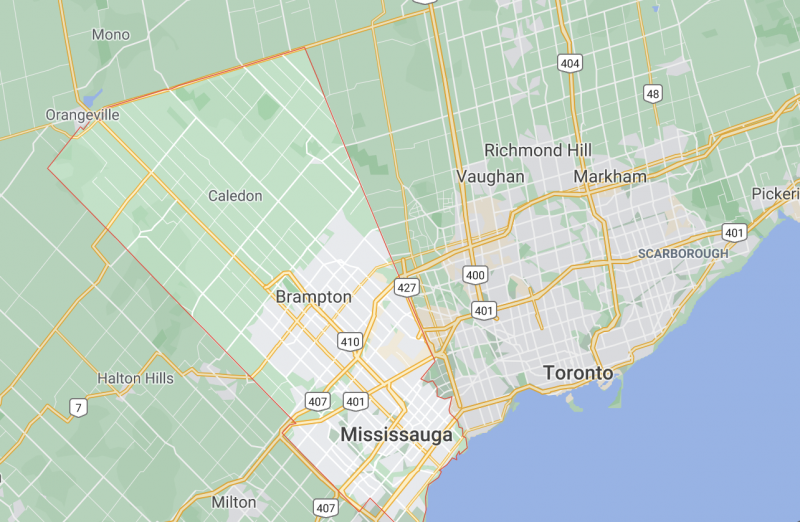 Mono
404
48
Orangeville
Richmond Hill
Vaughan
Markham
Caledon
Pickeri
401
SCARBOROUGH
400
427
Brampton
401
410
Toronto
Halton Hills
407
401
7
Mississauga
Milton
407